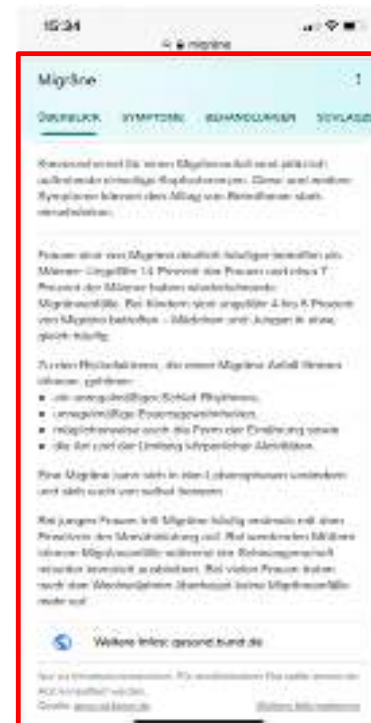 15:34
migräne
Migräne
ÜBERBLICK SYMPTOME BEHANDLUNGEN
Kennzeichnend für einen Migräneanfall sind plötzlich
auftretende einseitige Kopfschmerzen. Diese und weitere
Symptome können den Alltag von Betroffenen stark
Frauen sind von Migräne deutlich häufiger betroffen als
Männer: Ungefähr 14 Prozent der Frauen und etwa 7
Prozent der Männer haben wiederkehrende
Migräneanfälle. Bei Kindern sind ungefähr 4 bis 5 Prozent
von Migräne betroffen – Mädchen und Jungen in etwa
gleich häufig.
Zu den Risikofaktoren, die einen Migräne-Anfall fördern
können, gehören:
ein unregelmäßiger Schlaf-Rhythmus,
unregelmäßige Essensgewohnheiten,
möglicherweise auch die Form der Ernährung sowie
die Art und der Umfang körperlicher Aktivitäten.
Eine Migräne kann sich in den Lebensphasen verändern
und sich auch von selbst bessern.
Bei jungen Frauen tritt Migräne häufig erstmals mit dem
Einsetzen der Monatsblutung auf. Bei werdenden Müttern
können Migräneanfälle während der Schwangerschaft
Bei vielen Frauen treten
nach den Wechseljahren überhaupt keine Migräneanfälle
mehr auf.
Weitere Infos: gesund.bund.de